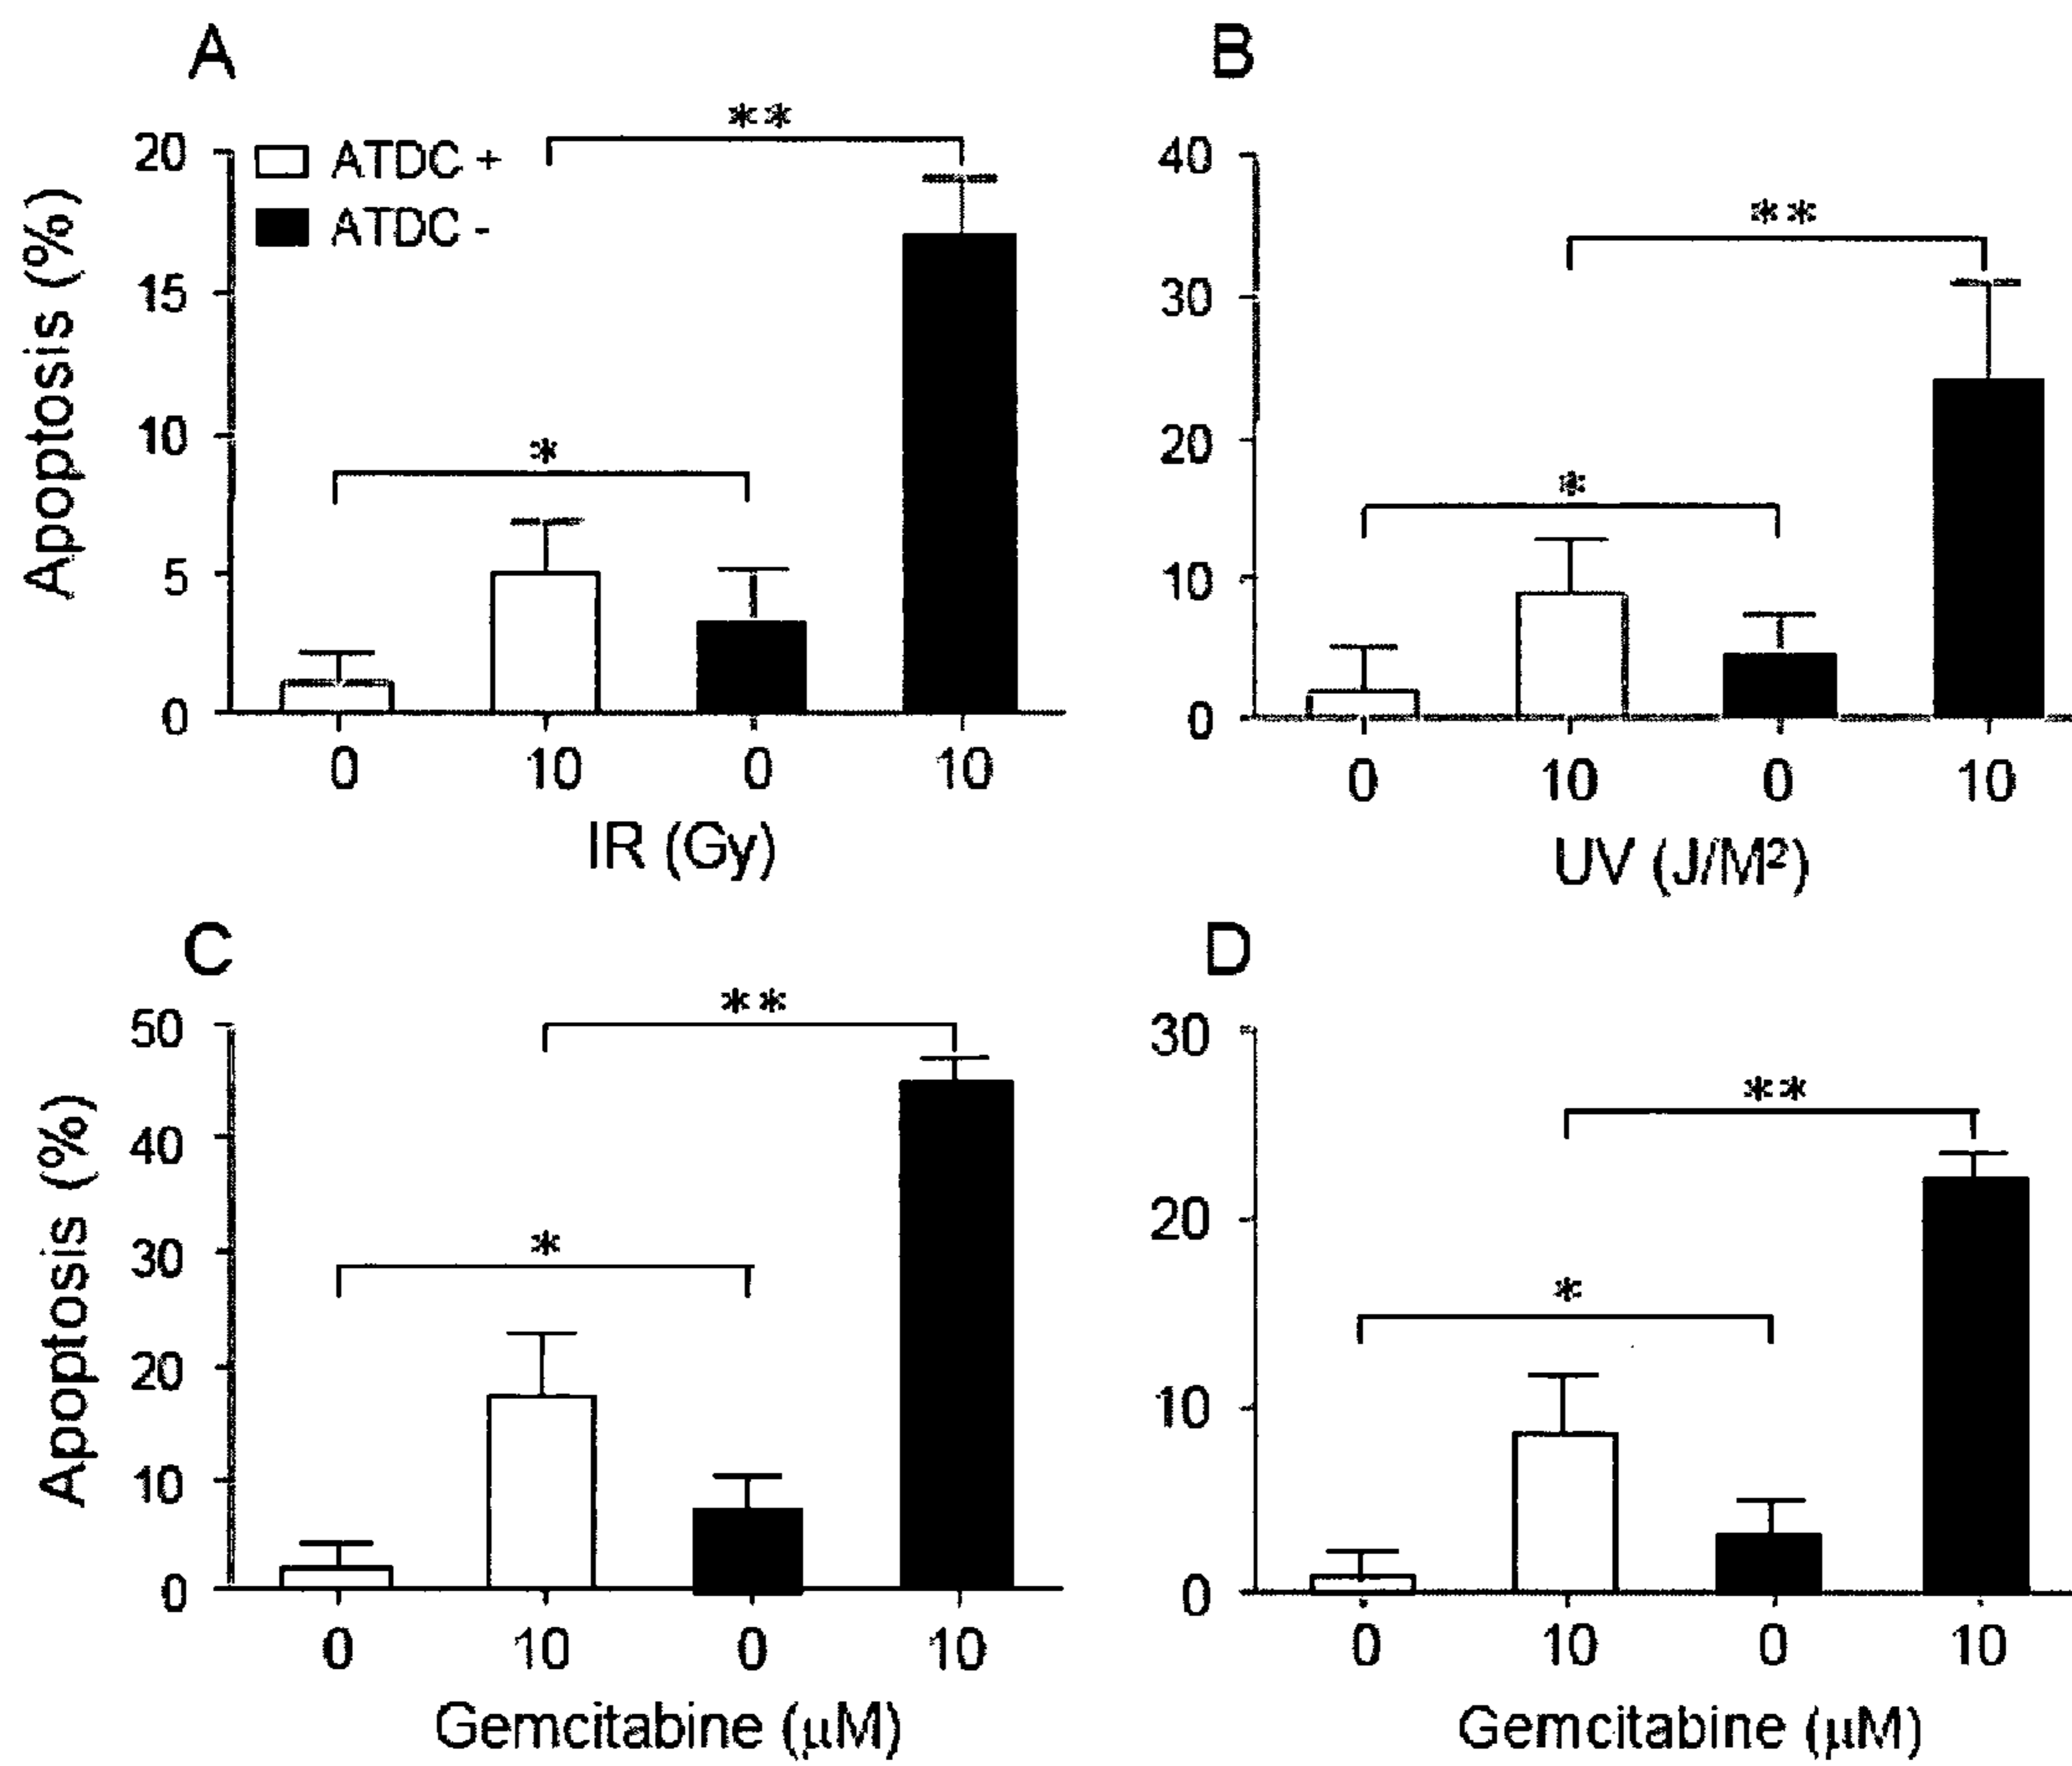 A
Apoptosis (%)
20
15
10
5
0
ATDC +
ATDC -
*
**
0 10 0 10
IR (Gy)
B
40
30
20
10
0
*
**
0 10 0 10
UV (J/M²)
C
Apoptosis (%)
50
40
30
20
10
0
*
**
0 10 0 10
Gemcitabine (μM)
D
30
20
10
0
*
**
0 10 0 10
Gemcitabine (μM)